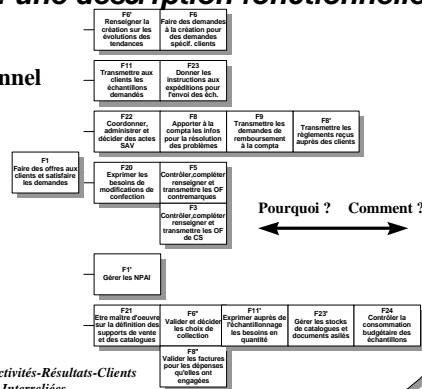 r une description fonctionnelle
nnel
F6'
Renseigner la
création sur les
évolutions des
tendances
F6
Faire des demandes
à la création pour
des demandes
spécif. clients
F11
Transmettre aux
clients les
échantillons
demandés
F23
Donner les
instructions aux
expéditions pour
l'envoi des éch.
F22
Coordonner,
administrer et
décider des actes
SAV
F8
Apporter à la
compta les infos
pour la résolution
des problèmes
F9
Transmettre les
demandes de
remboursement
à la compta
F8'
Transmettre les
règlements reçus
auprès des clients
F1
Faire des offres aux
clients et satisfaire
les demandes
F20
Exprimer les
besoins de
modifications de
confection
F5
Contrôler,compléter
renseigner et
transmettre les OF
contremarques
F3
Contrôler,compléter
renseigner et
transmettre les OF
de CS
Pourquoi ? Comment ?
F1'
Gérer les NPAI
F21
Etre maître d'oeuvre
sur la définition des
supports de vente
et des catalogues
F6"
Valider et décider
les choix de
collection
F11'
Exprimer auprès de
l'échantillonnage
les besoins en
quantité
F23'
Gérer les stocks
de catalogues et
documents asilés
F24
Contrôler la
consommation
budgétaire des
échantillons
F8"
Valider les factures
pour les dépenses
qu'elles ont
engagées
ctivités-Résultats-Clients
Interreliées